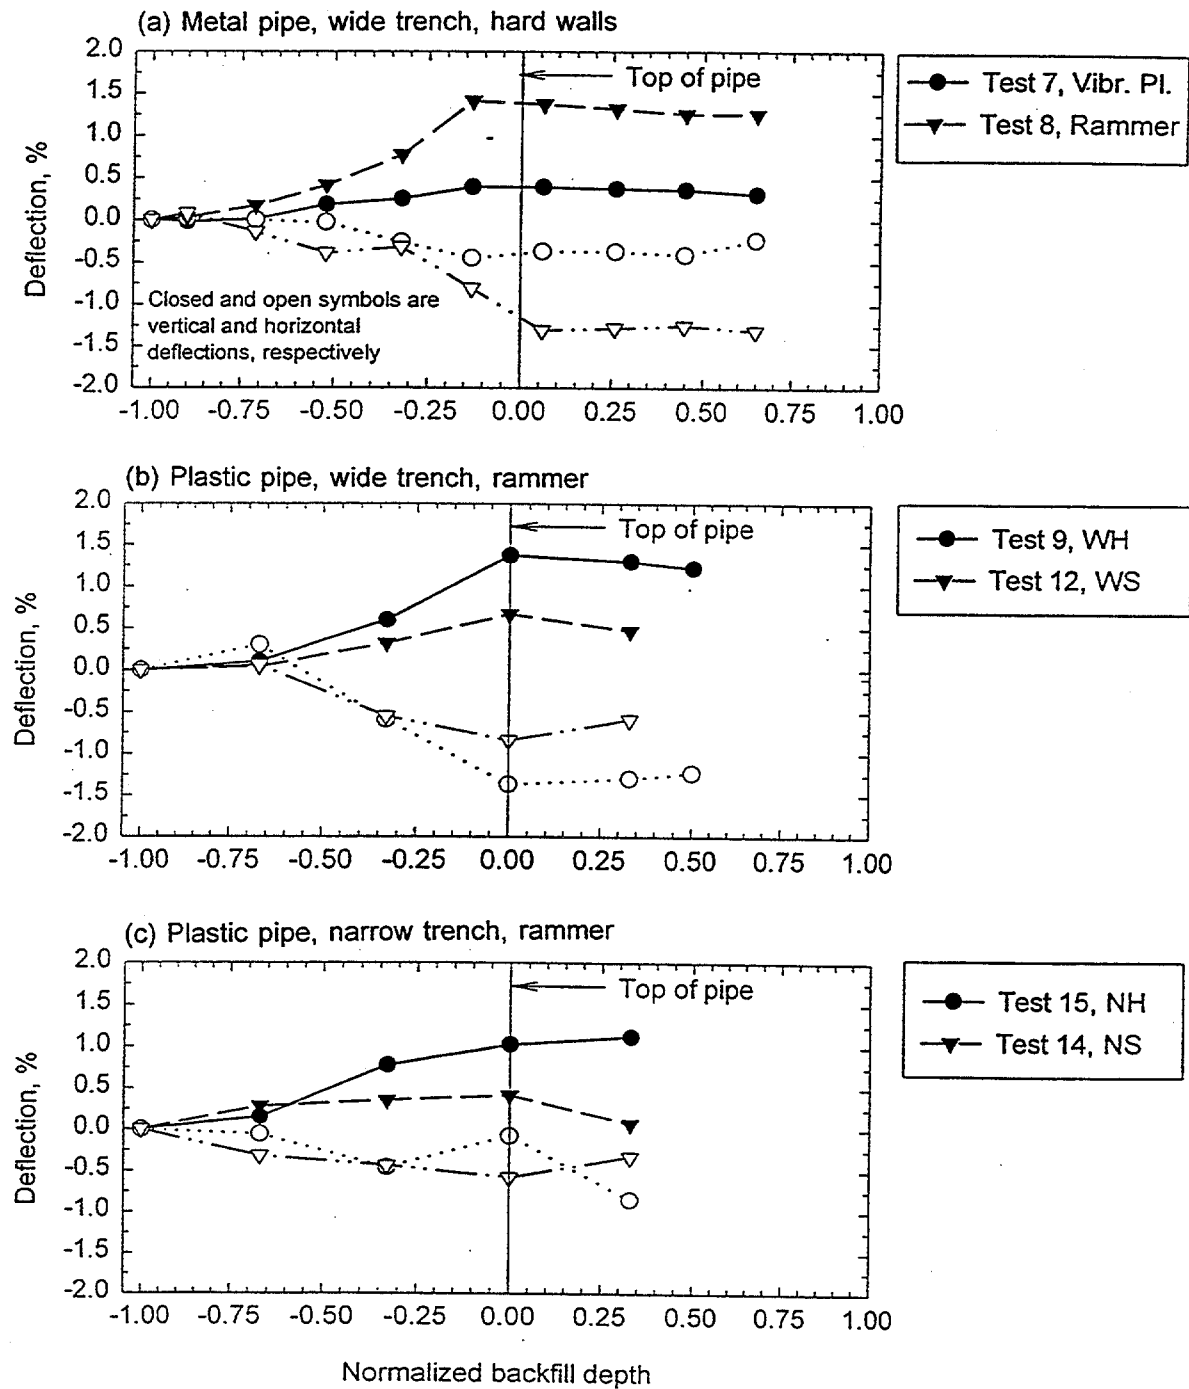 (a) Metal pipe, wide trench, hard walls
2.0
1.5
1.0
0.5
0.0
-0.5
-1.0
-1.5
-2.0
Deflection, %
Top of pipe
Closed and open symbols are
vertical and horizontal
deflections, respectively
-1.00 -0.75 -0.50 -0.25 0.00 0.25 0.50 0.75 1.00
Test 7, Vibr. Pl.
Test 8, Rammer
(b) Plastic pipe, wide trench, rammer
2.0
1.5
1.0
0.5
0.0
-0.5
-1.0
-1.5
-2.0
Deflection, %
Top of pipe
-1.00 -0.75 -0.50 -0.25 0.00 0.25 0.50 0.75 1.00
Test 9, WH
Test 12, WS
(c) Plastic pipe, narrow trench, rammer
2.0
1.5
1.0
0.5
0.0
-0.5
-1.0
-1.5
-2.0
Deflection, %
Top of pipe
-1.00 -0.75 -0.50 -0.25 0.00 0.25 0.50 0.75 1.00
Test 15, NH
Test 14, NS
Normalized backfill depth